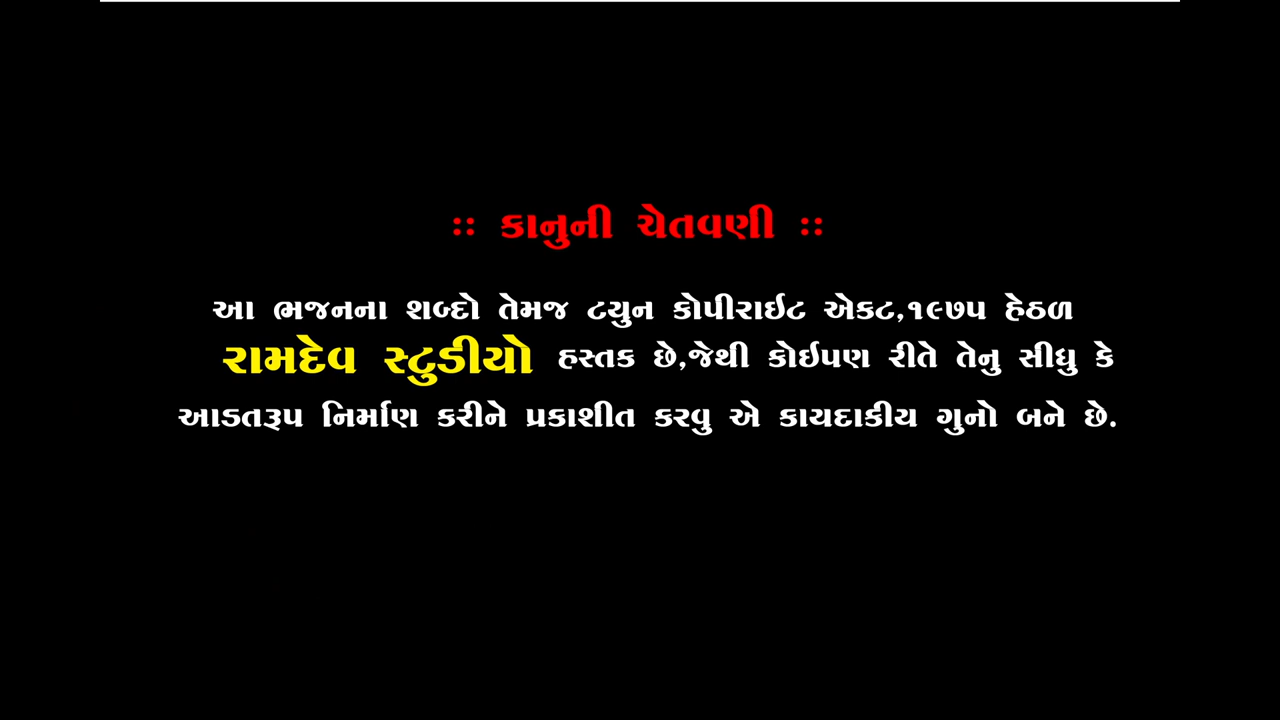 :: કાનુની ચેતવણી ::
આ ભજનના શબ્દો તેમજ ટયુન કોપીરાઈટ એકટ,૧૯૭૫ હેઠળ
રામદેવ સ્ટુડીયો હસ્તક છે,જેથી કોઈપણ રીતે તેનુ સીધુ કે
આડતરૂપ નિર્માણ કરીને પ્રકાશીત કરવુ એ કાયદાકીય ગુનો બને છે.